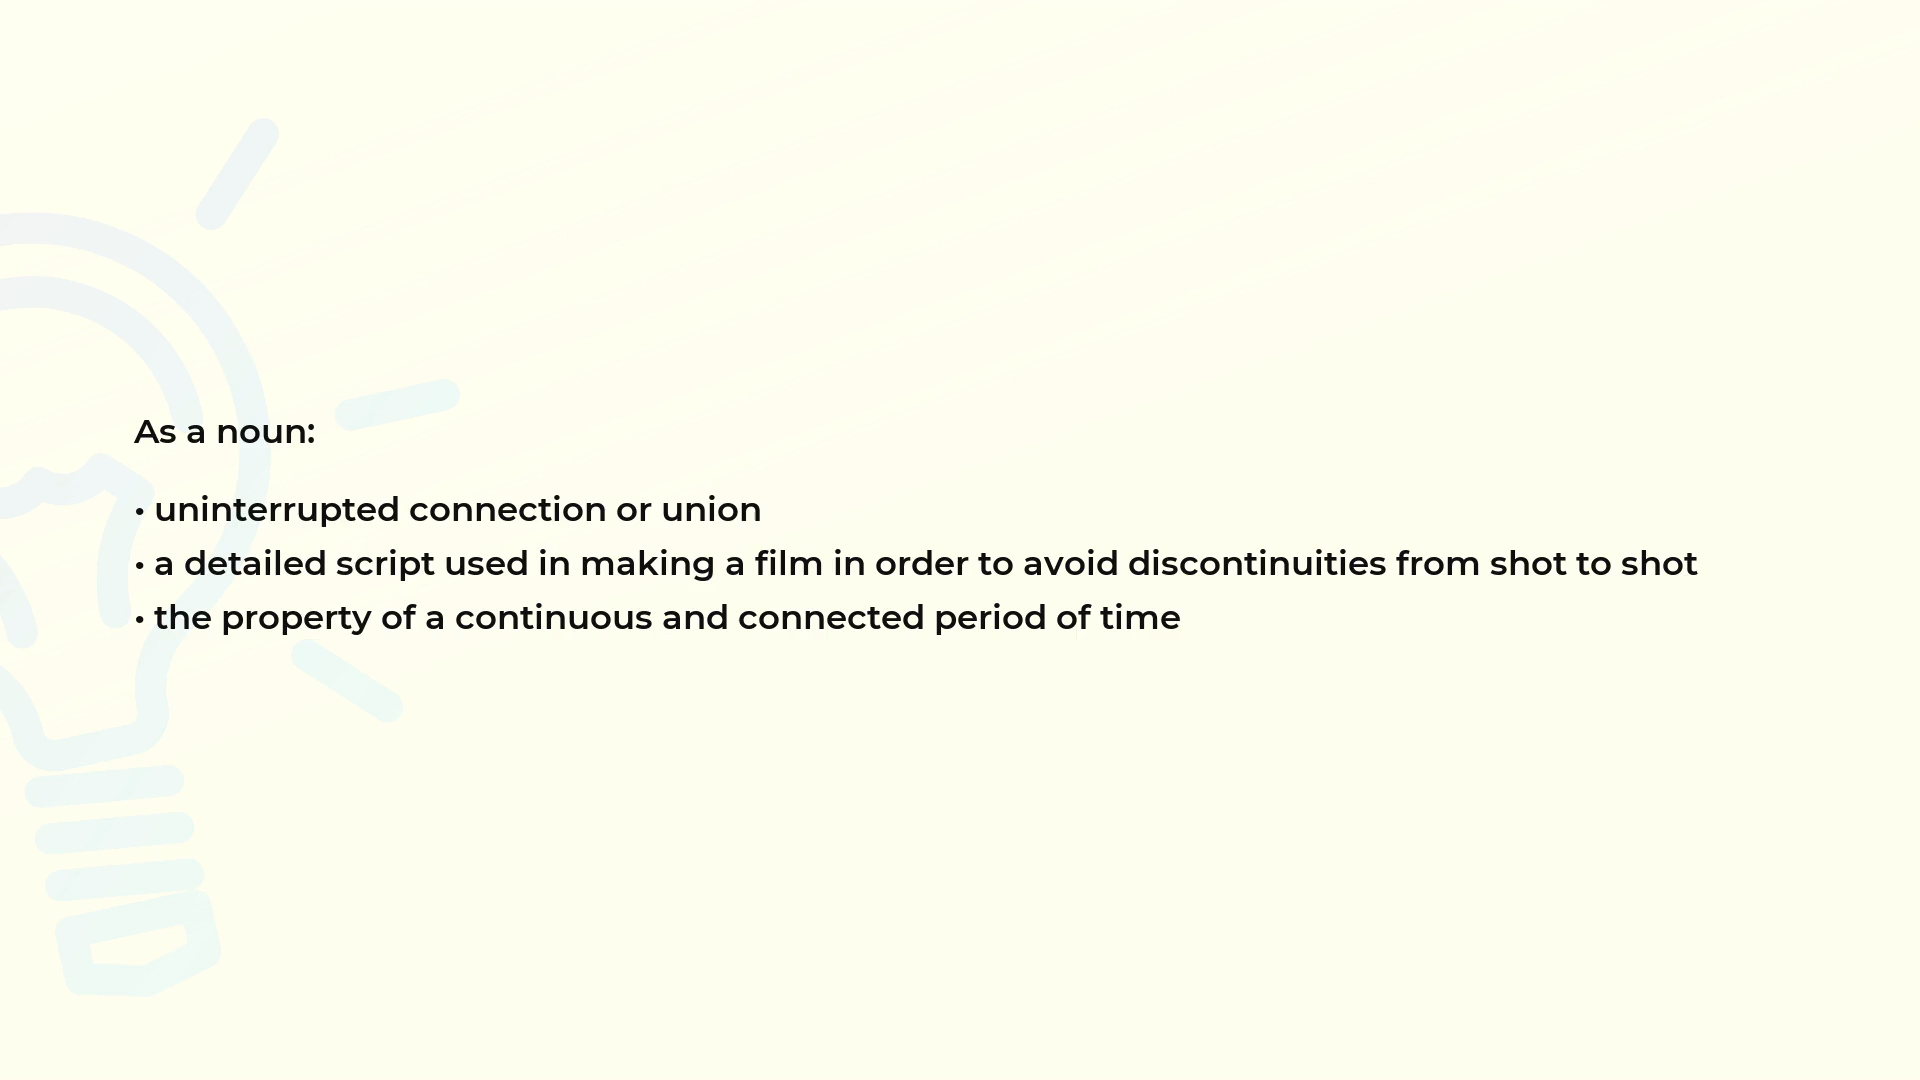 As a noun:
• uninterrupted connection or union
• a detailed script used in making a film in order to avoid discontinuities from shot to shot
• the property of a continuous and connected period of time